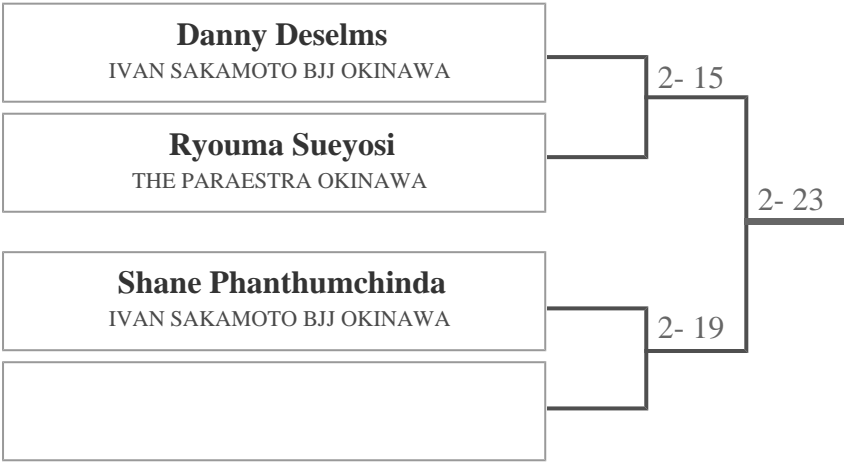 Danny Deselms
IVAN SAKAMOTO BJJ OKINAWA
2- 15
Ryouma Sueyosi
THE PARAESTRA OKINAWA
2- 23
Shane Phanthumchinda
IVAN SAKAMOTO BJJ OKINAWA
2- 19